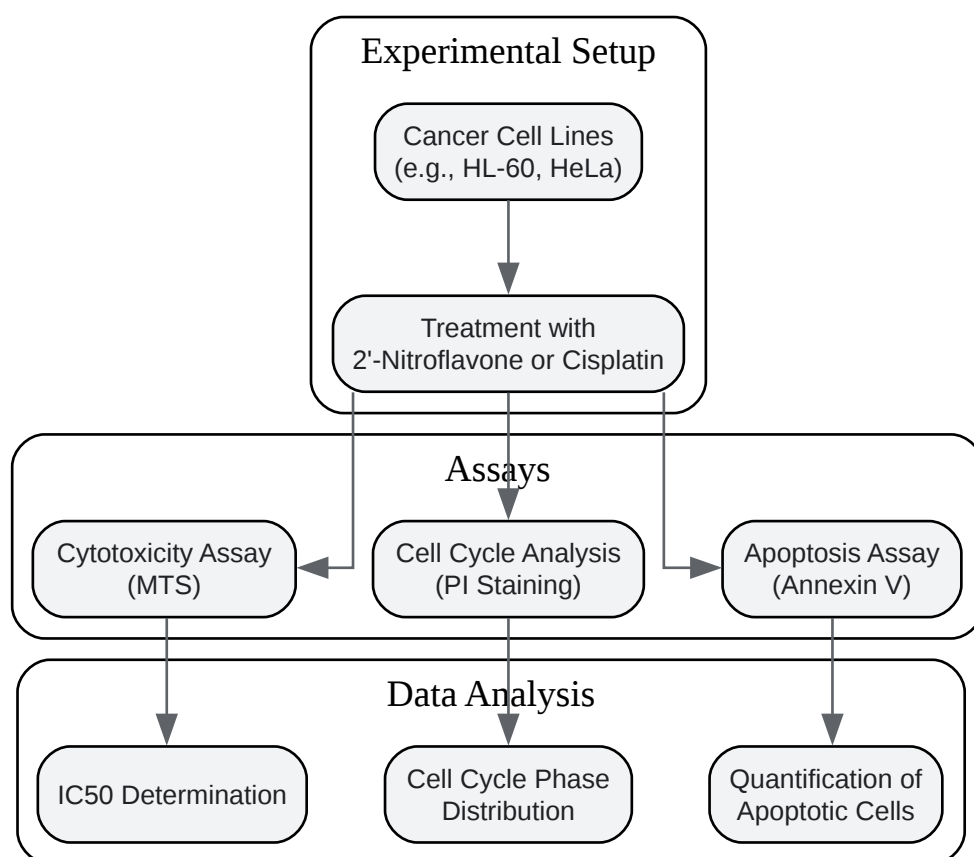 Experimental Setup
Cancer Cell Lines
(e.g., HL-60, HeLa)
Treatment with
2'-Nitroflavone or Cisplatin
Assays
Cytotoxicity Assay
(MTS)
Cell Cycle Analysis
(PI Staining)
Apoptosis Assay
(Annexin V)
Data Analysis
IC50 Determination
Cell Cycle Phase
Distribution
Quantification of
Apoptotic Cells